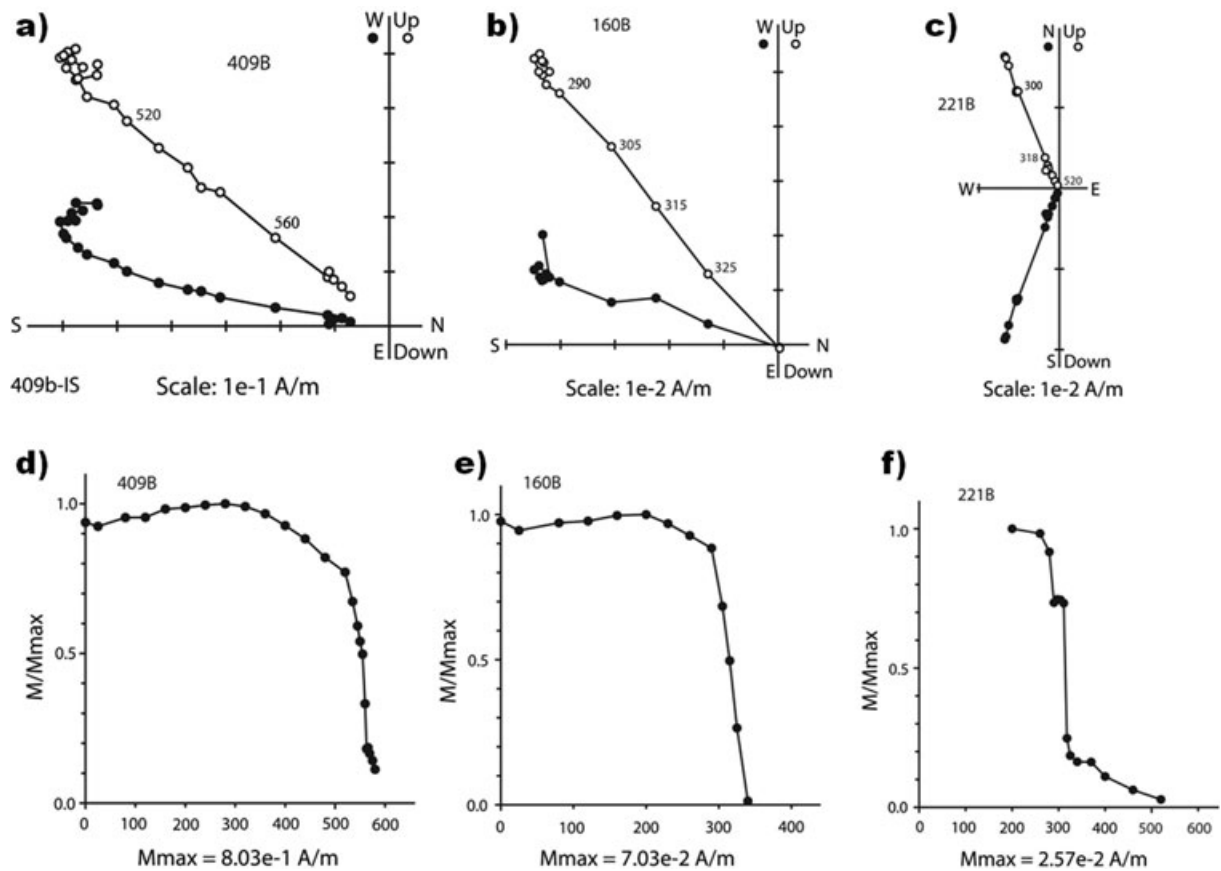 a)
409B
W Up
520
560
S N
E Down
409b-IS
Scale: 1e-1 A/m
b)
160B
W Up
290
305
315
325
S N
E Down
Scale: 1e-2 A/m
c)
221B
N Up
300
318
520
W E
S Down
Scale: 1e-2 A/m
d)
409B
M/Mmax
1.0
0.5
0.0
0 100 200 300 400 500 600
Mmax = 8.03e-1 A/m
e)
160B
M/Mmax
1.0
0.5
0.0
0 100 200 300 400
Mmax = 7.03e-2 A/m
f)
221B
M/Mmax
1.0
0.5
0.0
0 100 200 300 400 500 600
Mmax = 2.57e-2 A/m